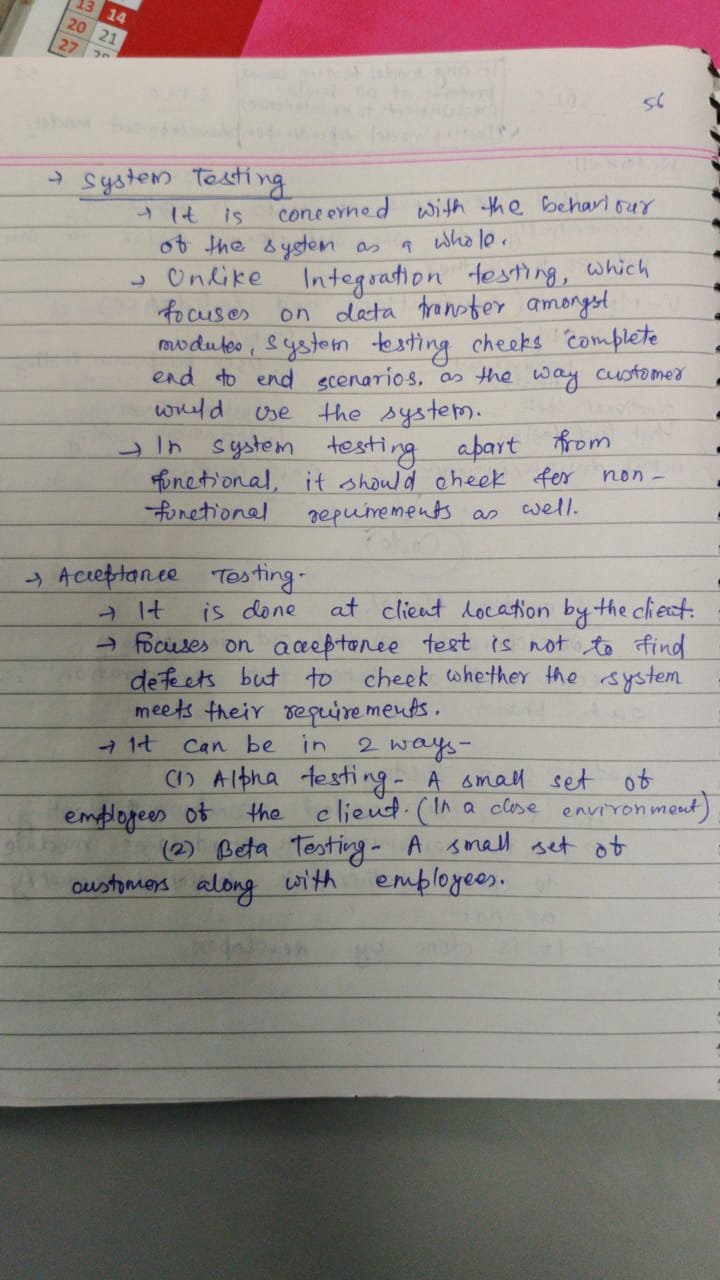 13 14
20 21
27
56
→ System Testing
→ It is concerned with the behaviour
of the system as a whole.
→ Unlike Integration testing, which
focuses on data transfer amongst
modules, system testing checks complete
end to end scenarios. as the way customer
would use the system.
→ In system testing apart from
functional, it should check for non-
functional requirements as well.
→ Acceptance Testing-
→ It is done at client location by the client.
→ Focuses on acceptance test is not to find
defects but to check whether the system
meets their requirements.
→ It can be in 2 ways-
(1) Alpha testing- A small set of
employees of the client. (In a close environment)
(2) Beta Testing- A small set of
customers along with employees.